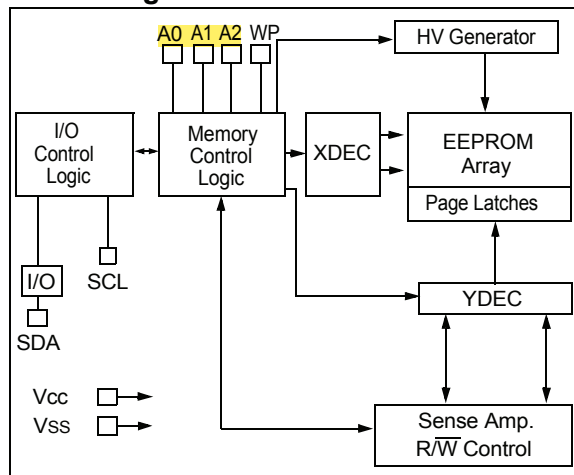 A0 A1 A2 WP
HV Generator
I/O
Control
Logic
Memory
Control
Logic
XDEC
EEPROM
Array
Page Latches
I/O
SCL
SDA
YDEC
Vcc
Vss
Sense Amp.
R/W̅ Control